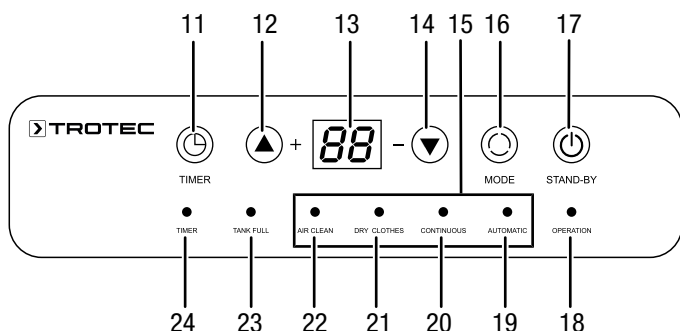 11 12 13 14 15 16 17
TROTEC
+ 88 -
TIMER MODE STAND-BY
TIMER TANK FULL AIR CLEAN DRY CLOTHES CONTINUOUS AUTOMATIC OPERATION
24 23 22 21 20 19 18